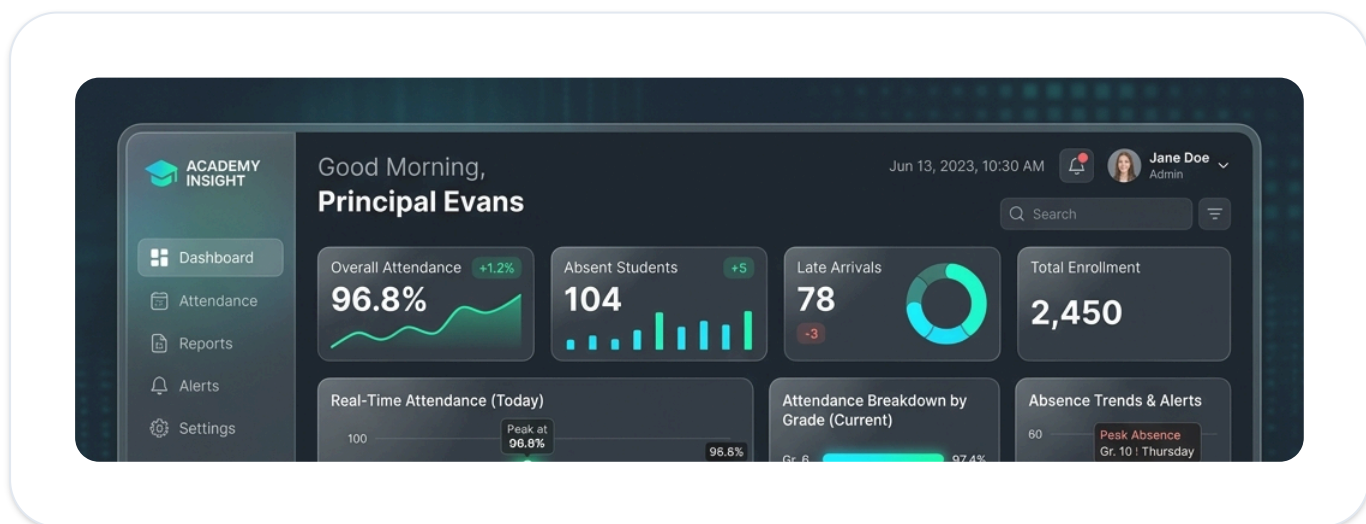 ACADEMY
INSIGHT
Dashboard
Attendance
Reports
Alerts
Settings
Good Morning,
Principal Evans
Jun 13, 2023, 10:30 AM
Jane Doe
Admin
Search
Overall Attendance +1.2%
96.8%
Absent Students +5
104
Late Arrivals
78
-3
Total Enrollment
2,450
Real-Time Attendance (Today)
100
Peak at
96.8%
96.8%
Attendance Breakdown by
Grade (Current)
Gr. 6 97.4%
Absence Trends & Alerts
60
Pesk Absence
Gr. 10 ! Thursday